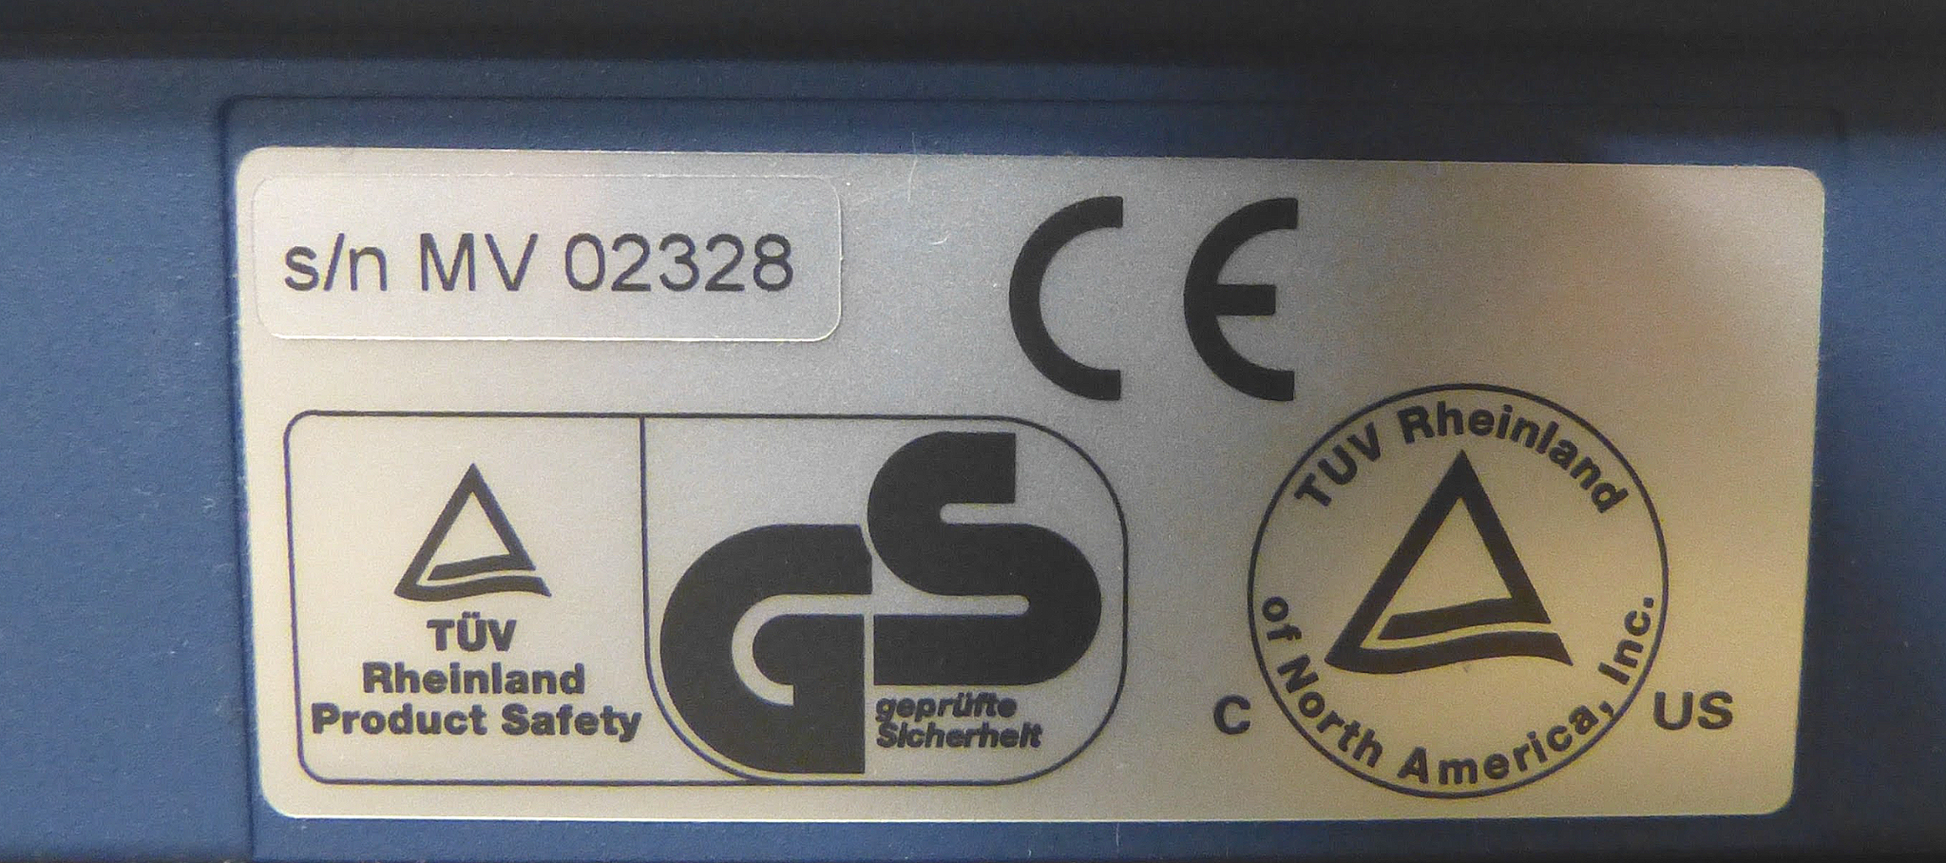 s/n MV 02328
CE
TÜV
Rheinland
Product Safety
GS
geprüfte
Sicherheit
TUV Rheinland
of North America, Inc.
C US